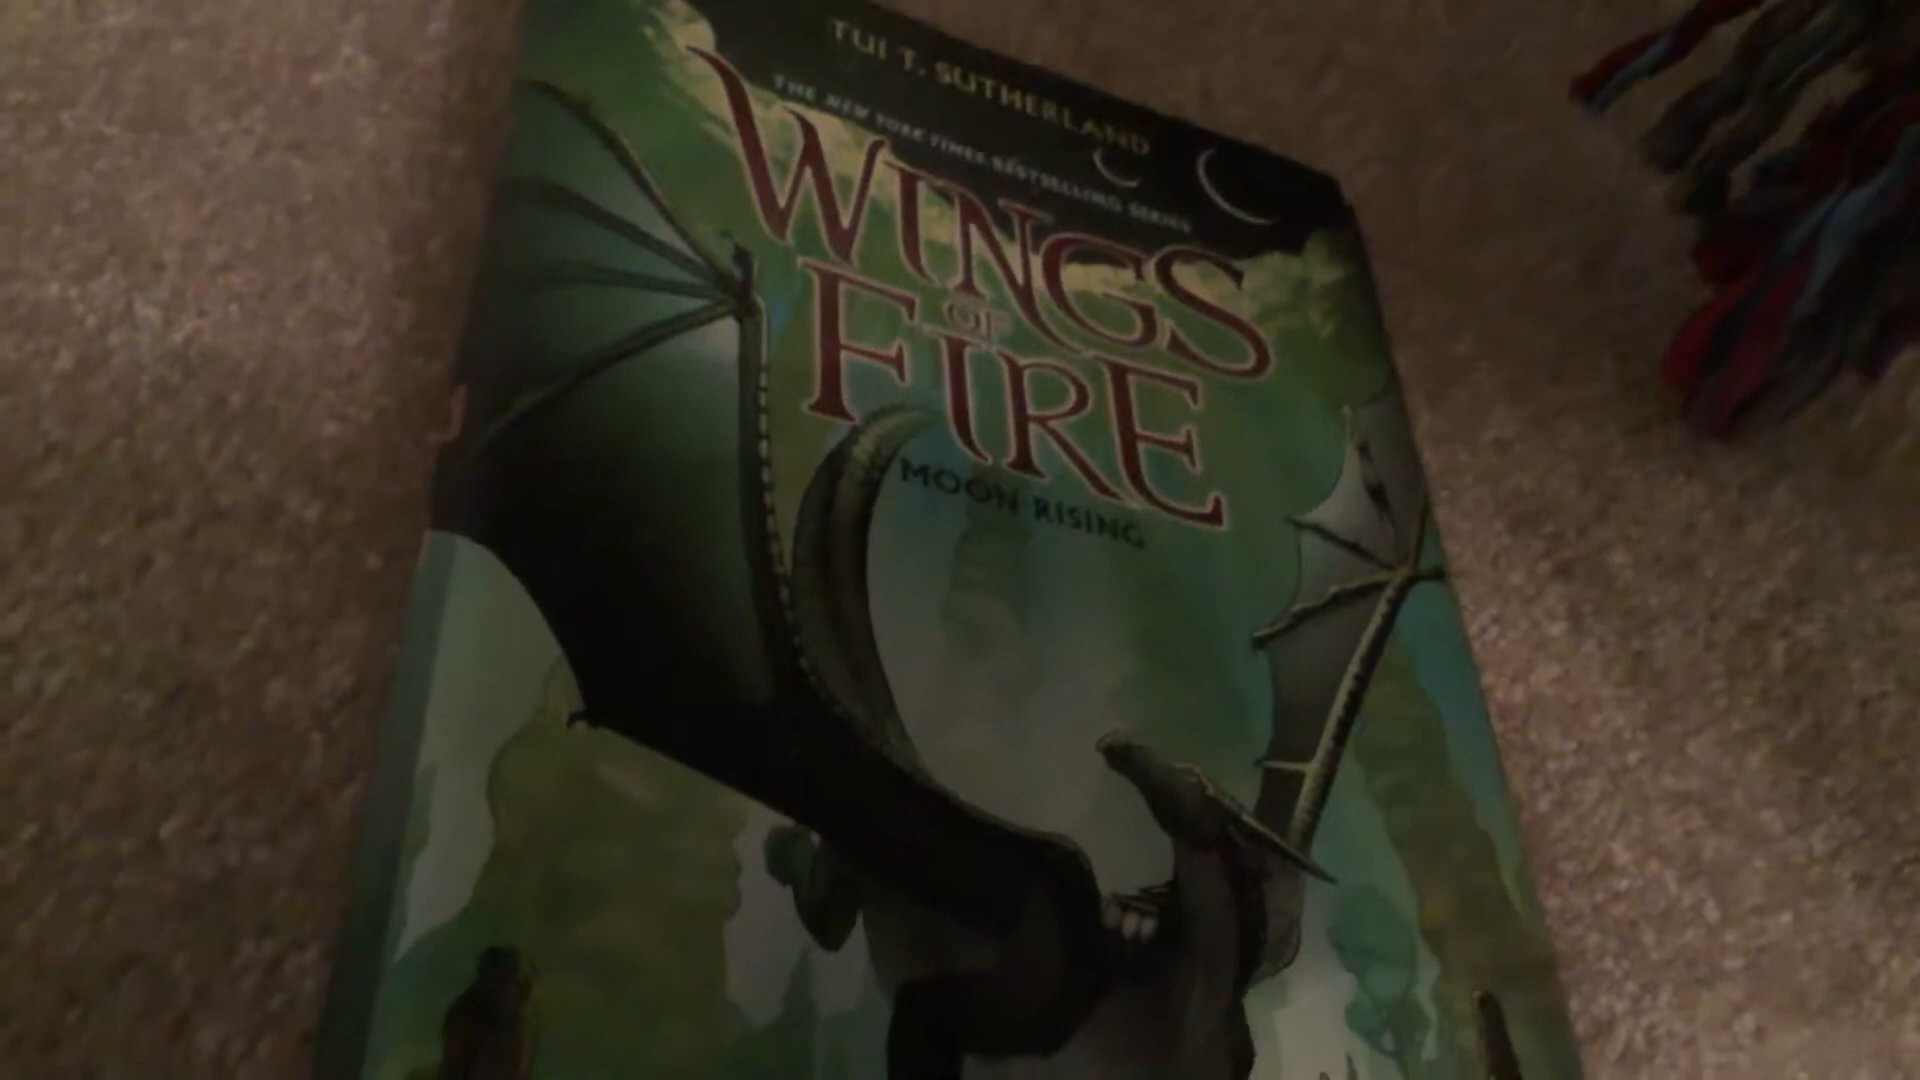 TUI T. SUTHERLAND
THE NEW YORK TIMES BESTSELLING SERIES
WINGS
OF
FIRE
MOON RISING